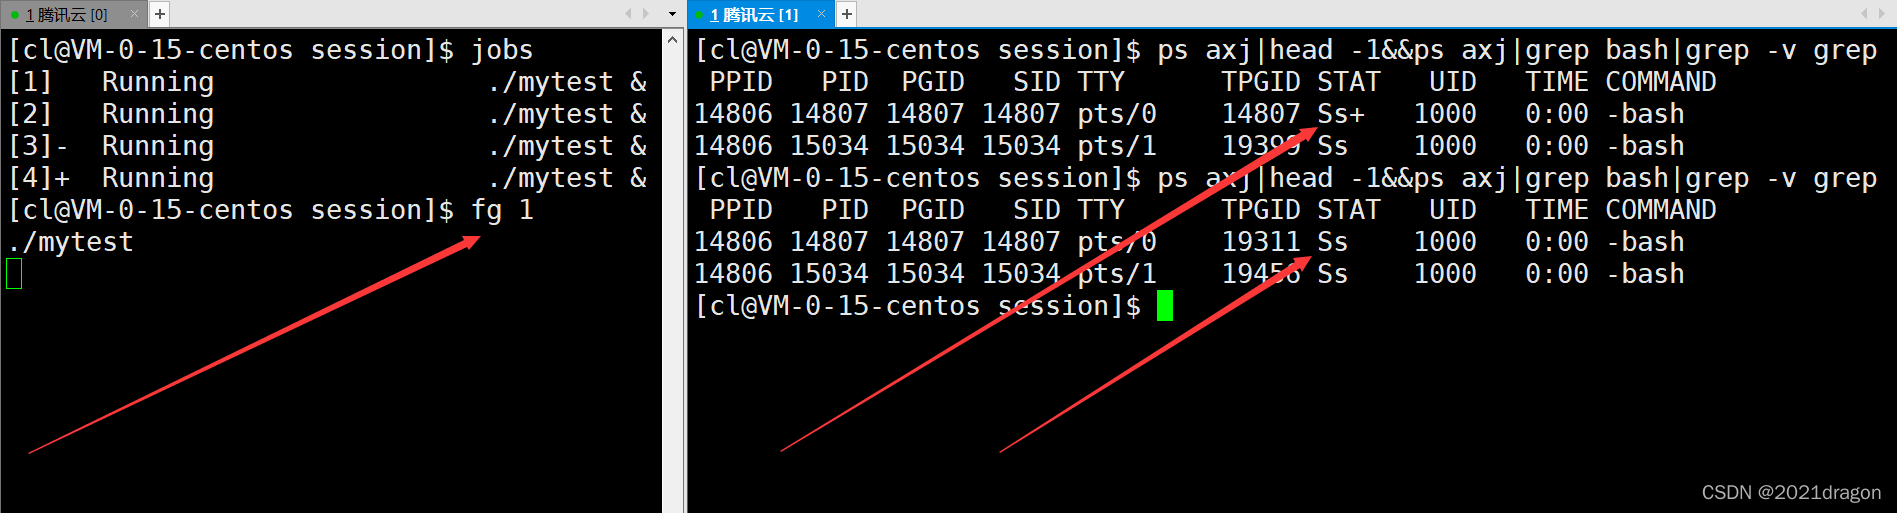 1 腾讯云 [0]
[cl@VM-0-15-centos session]$ jobs
[1]   Running                 ./mytest &
[2]   Running                 ./mytest &
[3]-  Running                 ./mytest &
[4]+  Running                 ./mytest &
[cl@VM-0-15-centos session]$ fg 1
./mytest
1 腾讯云 [1]
[cl@VM-0-15-centos session]$ ps axj|head -1&&ps axj|grep bash|grep -v grep
 PPID   PID  PGID   SID TTY      TPGID STAT   UID   TIME COMMAND
14806 14807 14807 14807 pts/0    14807 Ss+   1000   0:00 -bash
14806 15034 15034 15034 pts/1    19399 Ss    1000   0:00 -bash
[cl@VM-0-15-centos session]$ ps axj|head -1&&ps axj|grep bash|grep -v grep
 PPID   PID  PGID   SID TTY      TPGID STAT   UID   TIME COMMAND
14806 14807 14807 14807 pts/0    19311 Ss    1000   0:00 -bash
14806 15034 15034 15034 pts/1    19456 Ss    1000   0:00 -bash
[cl@VM-0-15-centos session]$
CSDN @2021dragon